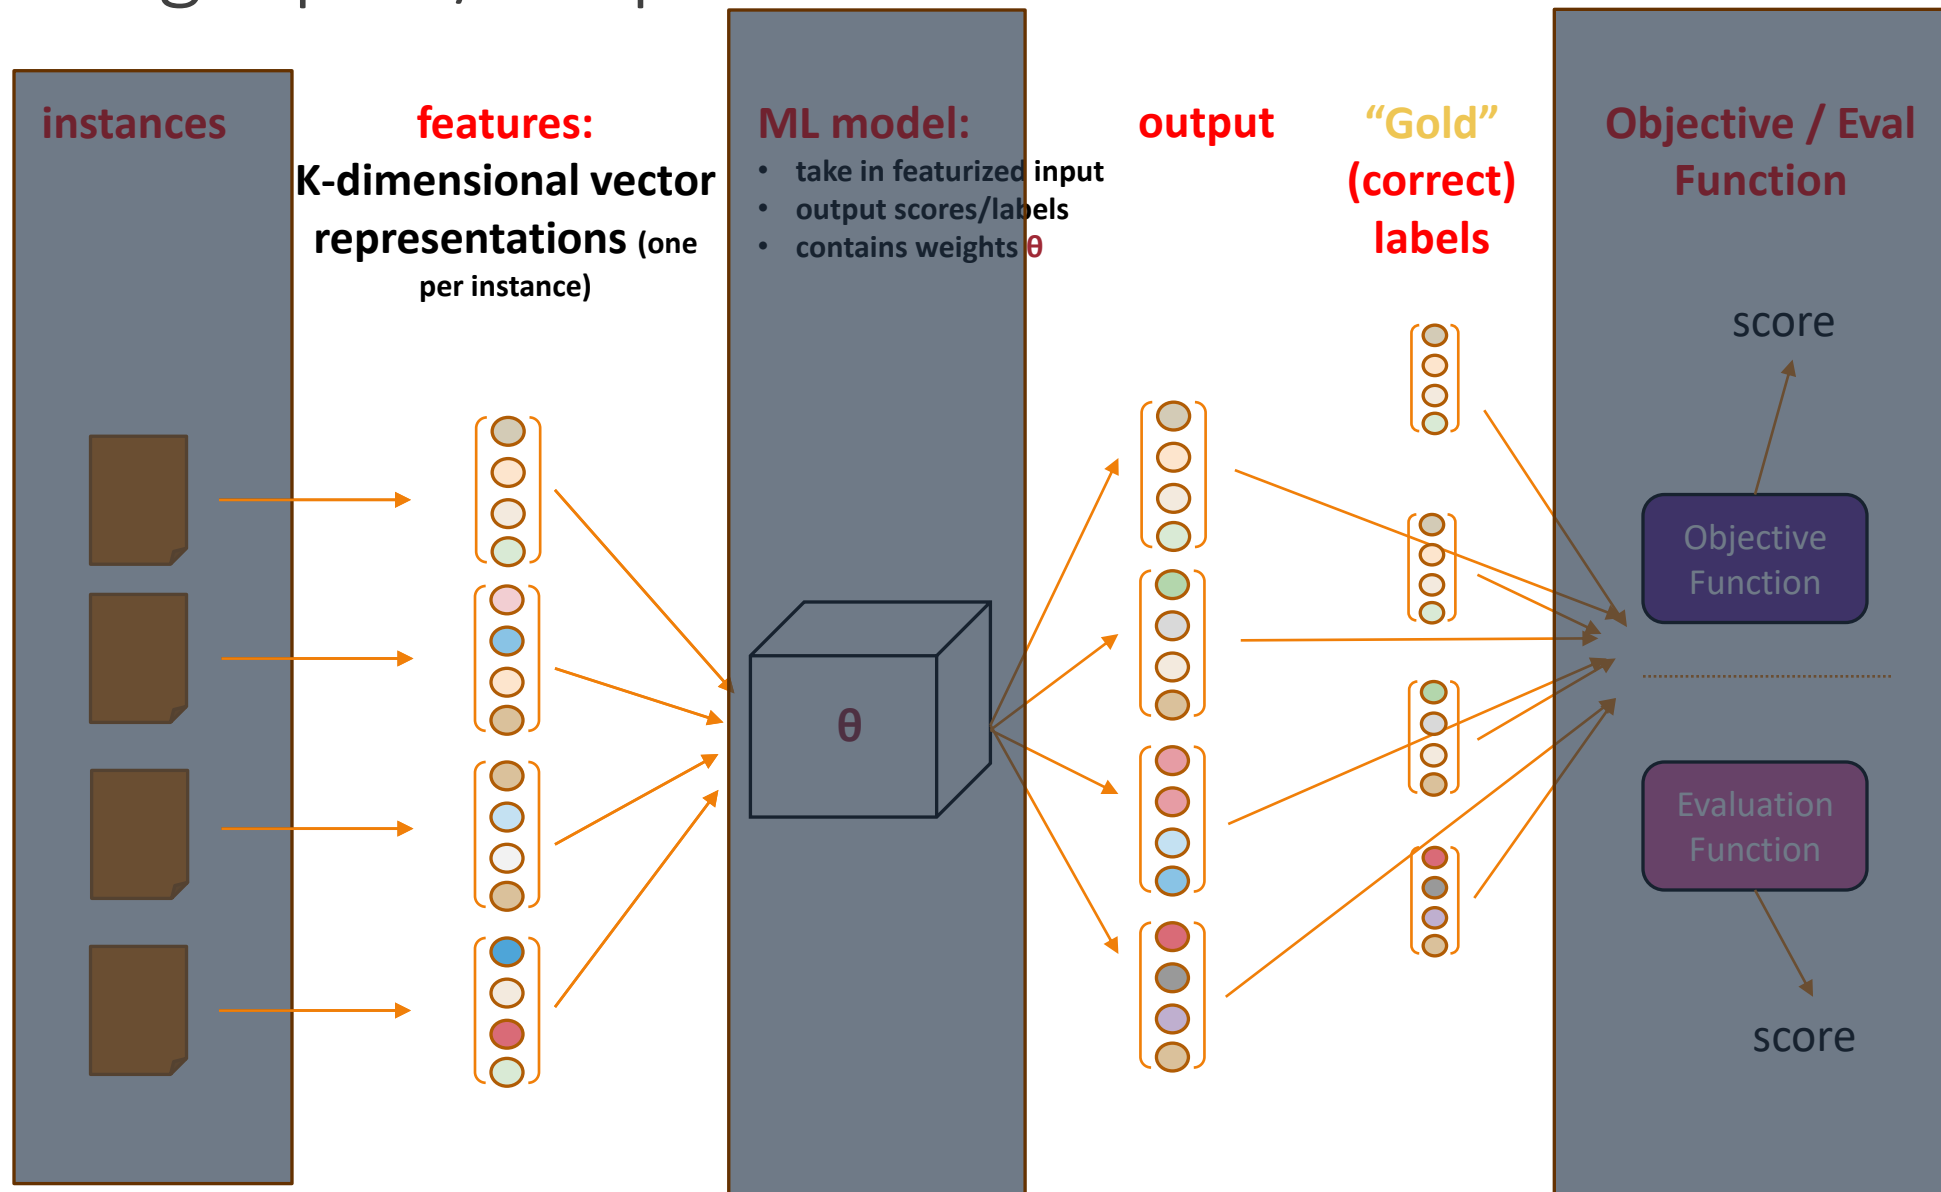 instances
features:
K-dimensional vector
representations (one
per instance)
ML model:
• take in featurized input
• output scores/labels
• contains weights θ
output
“Gold”
(correct)
labels
Objective / Eval
Function
score
Objective
Function
θ
Evaluation
Function
score